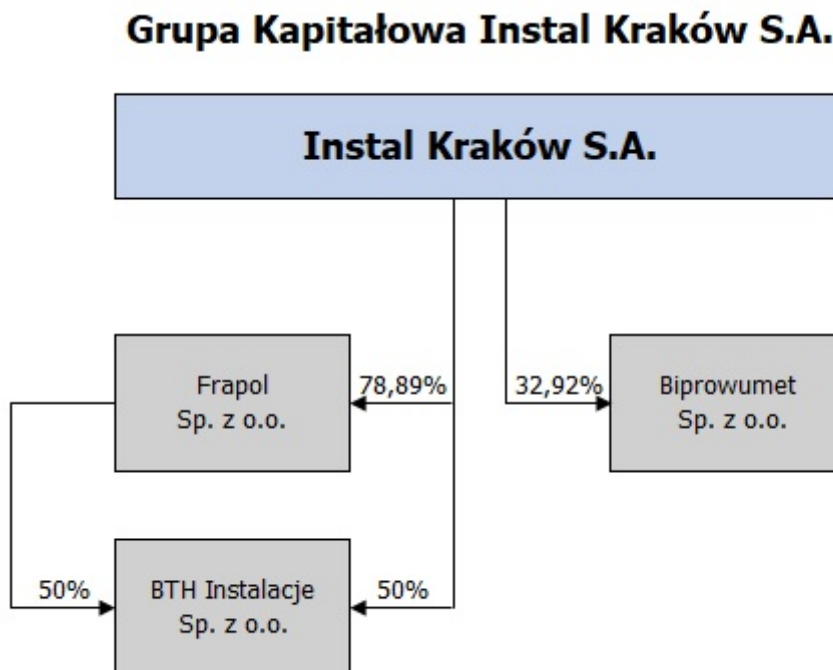 Grupa Kapitałowa Instal Kraków S.A.
Instal Kraków S.A.
Frapol
Sp. z o.o.
78,89%
32,92%
Biprowumet
Sp. z o.o.
50%
BTH Instalacje
Sp. z o.o.
50%